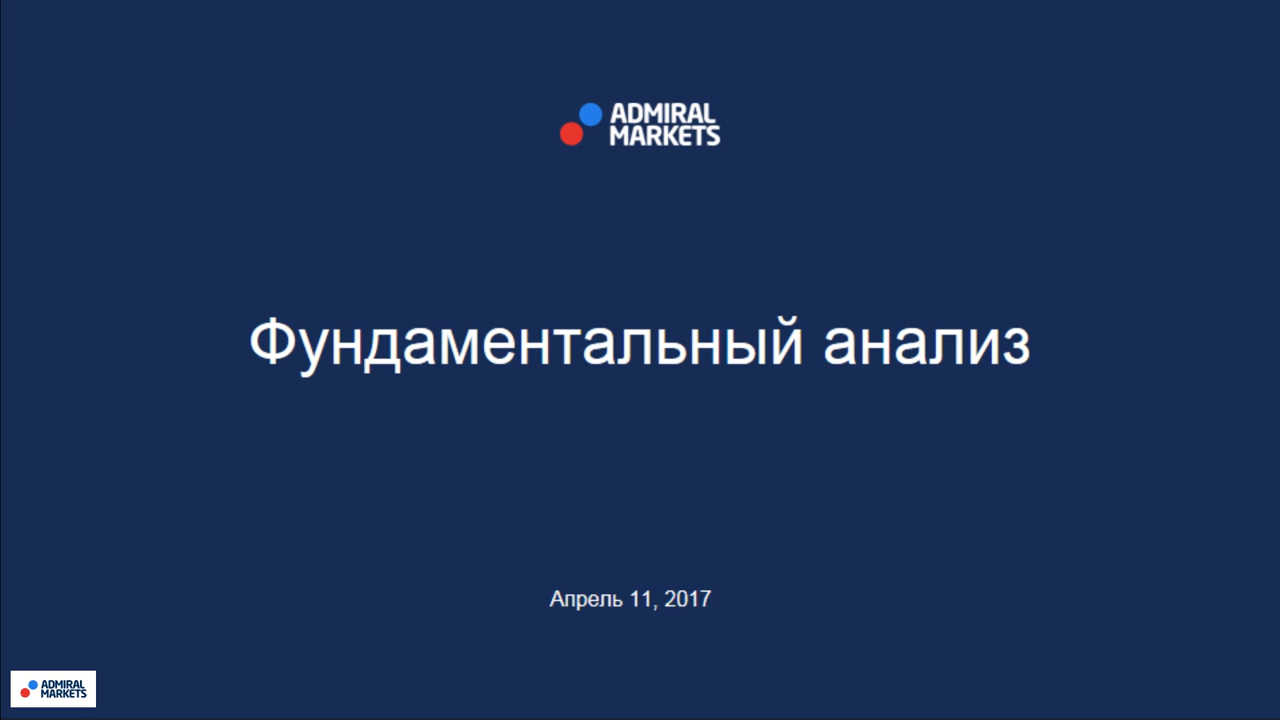 ADMIRAL
MARKETS
Фундаментальный анализ
Апрель 11, 2017
ADMIRAL
MARKETS